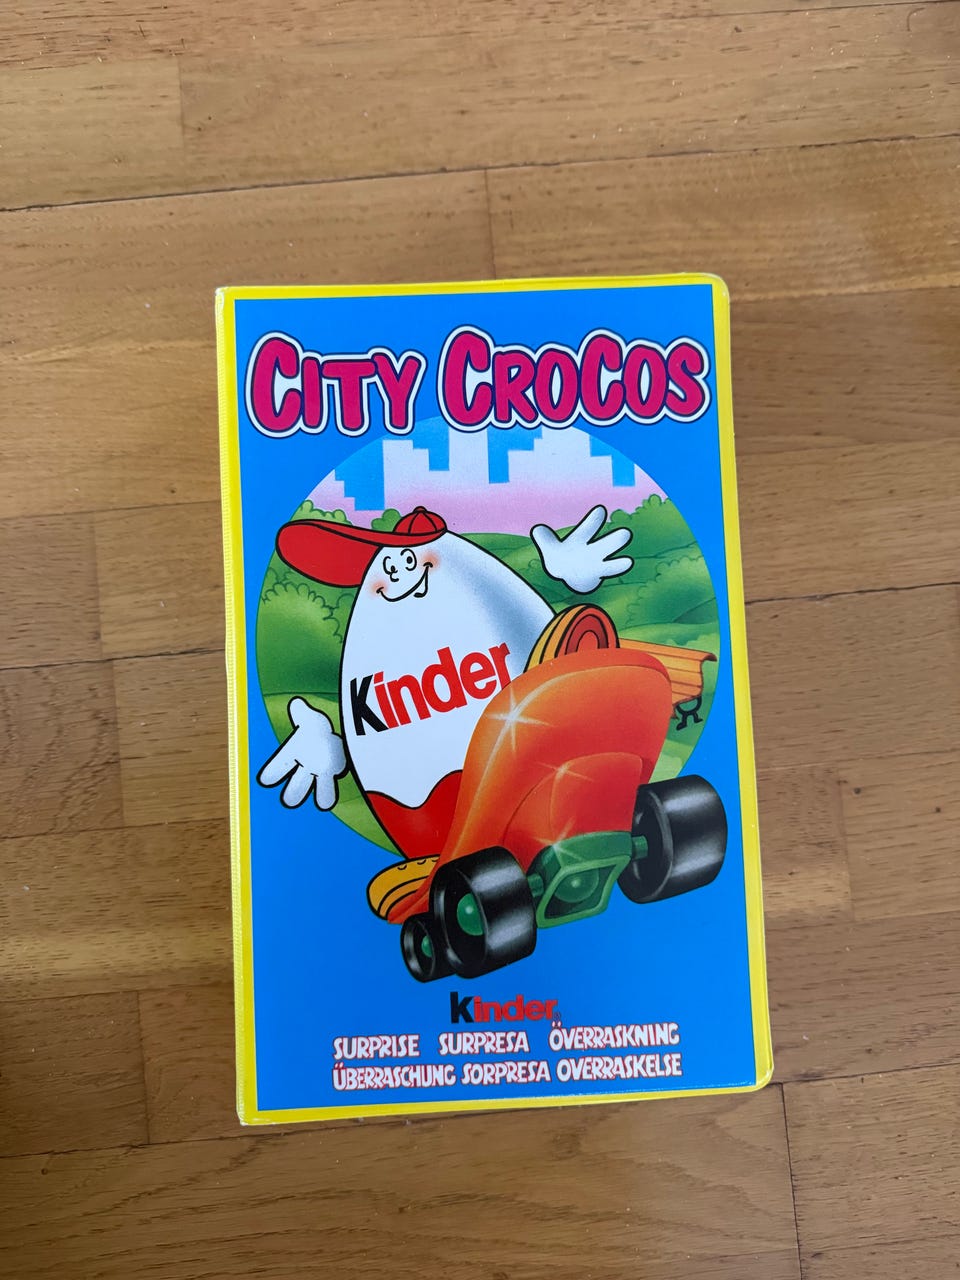 CITY CROCOS
Kinder
Kinder®
SURPRISE SURPRESA ÖVERRASKNING
ÜBERRASCHUNG SORPRESA OVERRASKELSE